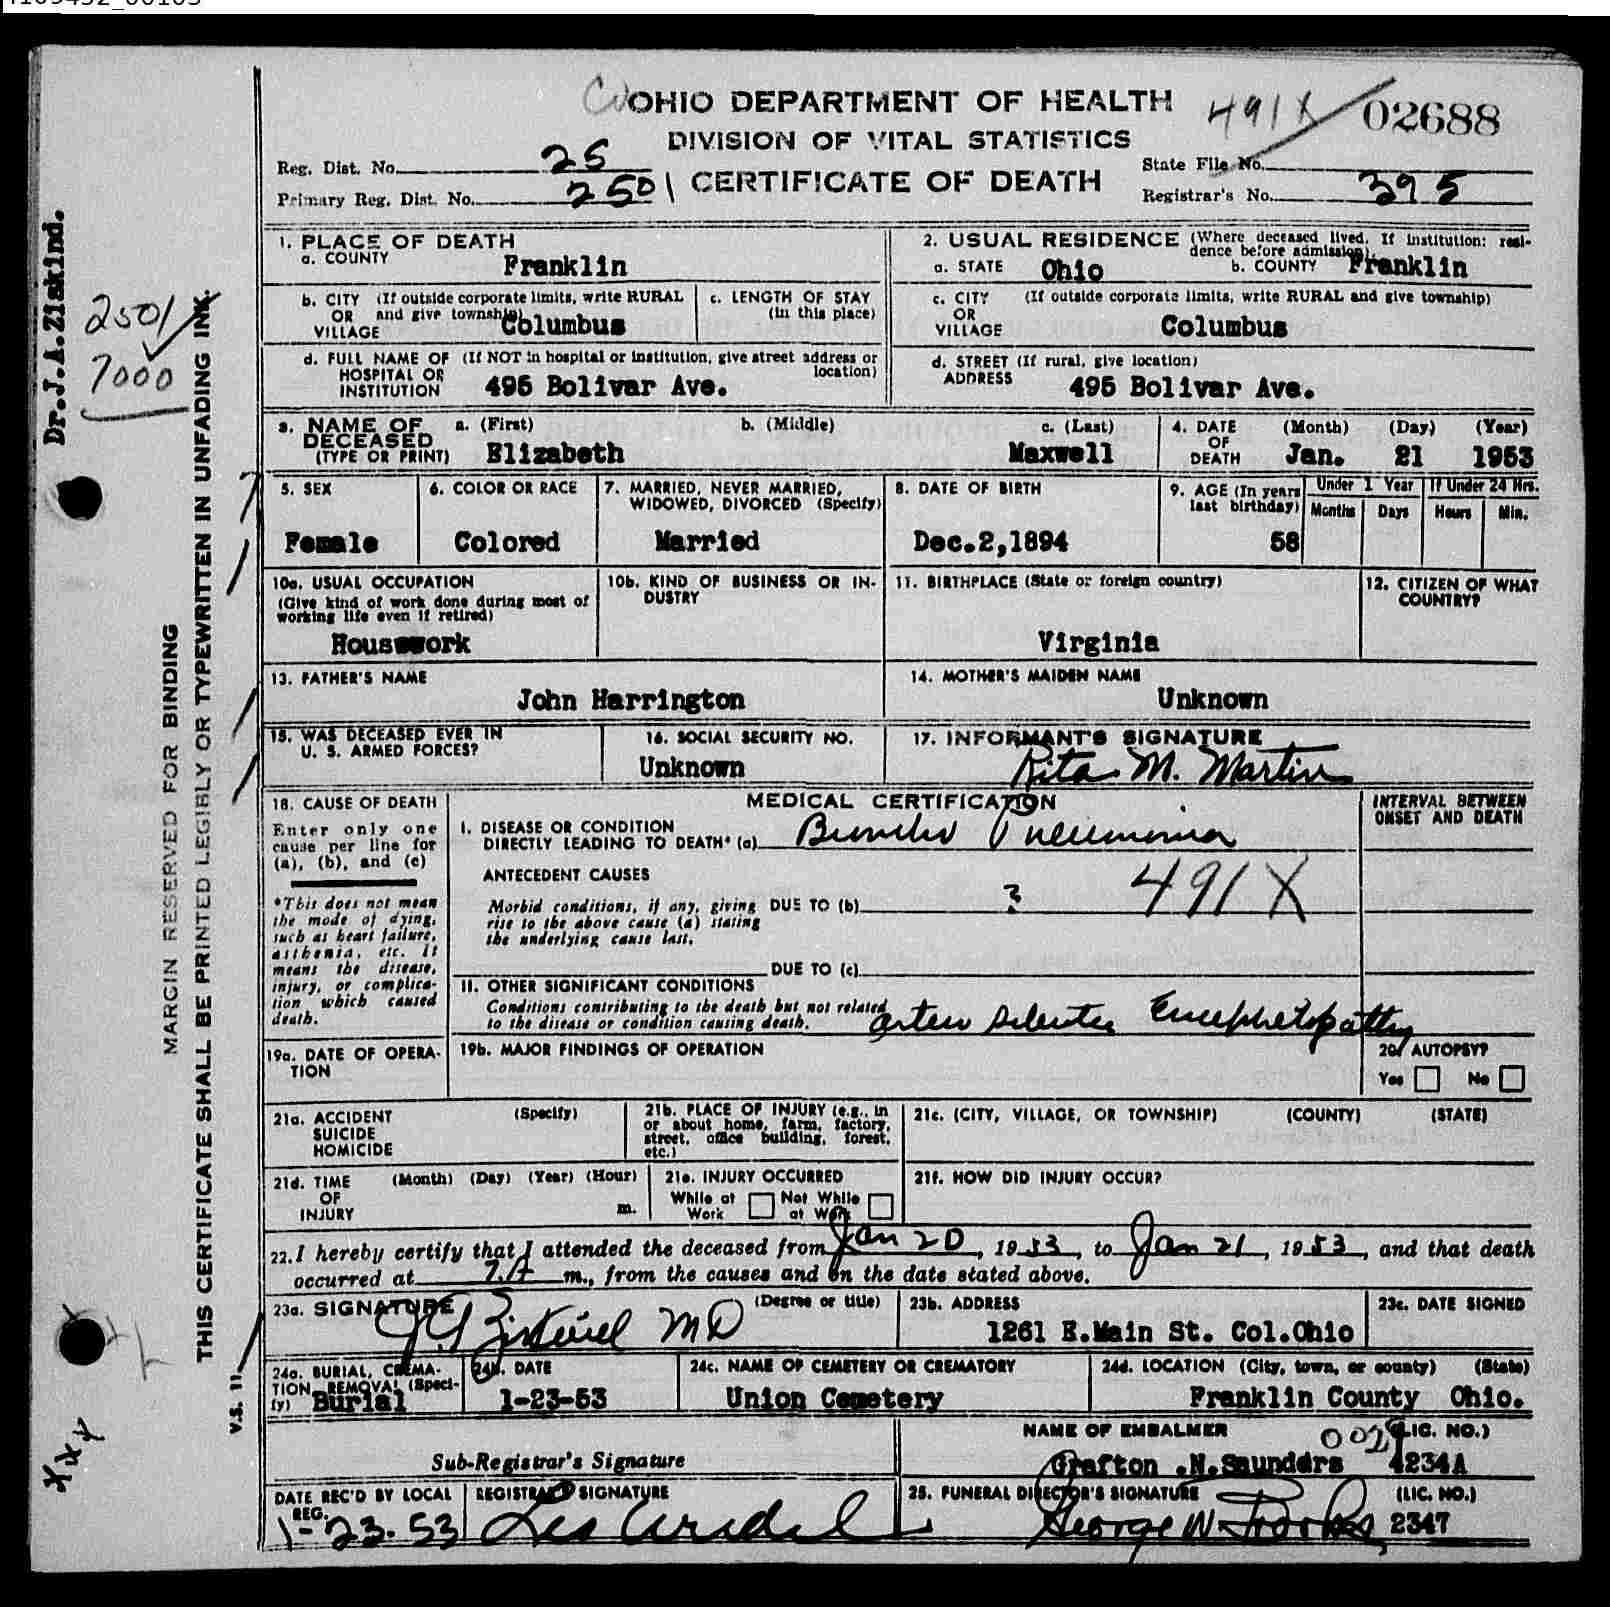 OHIO DEPARTMENT OF HEALTH
491X 02688
DIVISION OF VITAL STATISTICS
Reg. Dist. No. 25
State File No.
Primary Reg. Dist. No. 2501
CERTIFICATE OF DEATH
Registrar's No. 395
Dr.J.A.Ziskind.
2501
7000
MARGIN RESERVED FOR BINDING
THIS CERTIFICATE SHALL BE PRINTED LEGIBLY OR TYPEWRITTEN IN UNFADING INK.
V.S. 11
1. PLACE OF DEATH
a. COUNTY Franklin
2. USUAL RESIDENCE (Where deceased lived. If institution: resi-
dence before admission).
a. STATE Ohio b. COUNTY Franklin
b. CITY (If outside corporate limits, write RURAL
OR and give township)
VILLAGE Columbus
c. LENGTH OF STAY
(in this place)
c. CITY (If outside corporate limits, write RURAL and give township)
OR
VILLAGE Columbus
d. FULL NAME OF (If NOT in hospital or institution, give street address or
HOSPITAL OR location)
INSTITUTION 495 Bolivar Ave.
d. STREET (If rural, give location)
ADDRESS 495 Bolivar Ave.
3. NAME OF a. (First) b. (Middle) c. (Last)
DECEASED
(TYPE OR PRINT) Elizabeth Maxwell
4. DATE (Month) (Day) (Year)
OF
DEATH Jan. 21 1953
5. SEX
Female
6. COLOR OR RACE
Colored
7. MARRIED, NEVER MARRIED,
WIDOWED, DIVORCED (Specify)
Married
8. DATE OF BIRTH
Dec.2,1894
9. AGE (In years
last birthday)
58
Under 1 Year
Months Days
If Under 24 Hrs.
Hours Min.
10a. USUAL OCCUPATION
(Give kind of work done during most of
working life even if retired)
Housework
10b. KIND OF BUSINESS OR IN-
DUSTRY
11. BIRTHPLACE (State or foreign country)
Virginia
12. CITIZEN OF WHAT
COUNTRY?
13. FATHER'S NAME
John Harrington
14. MOTHER'S MAIDEN NAME
Unknown
15. WAS DECEASED EVER IN
U. S. ARMED FORCES?
16. SOCIAL SECURITY NO.
Unknown
17. INFORMANT'S SIGNATURE
Rita M. Martin
18. CAUSE OF DEATH
Enter only one
cause per line for
(a), (b), and (c)
*This does not mean
the mode of dying,
such as heart failure,
asthenia, etc. It
means the disease,
injury, or complica-
tion which caused
death.
MEDICAL CERTIFICATION
I. DISEASE OR CONDITION
DIRECTLY LEADING TO DEATH* (a) Broncho Pneumonia
ANTECEDENT CAUSES
Morbid conditions, if any, giving DUE TO (b) ? 491X
rise to the above cause (a) stating
the underlying cause last.
DUE TO (c)
II. OTHER SIGNIFICANT CONDITIONS
Conditions contributing to the death but not related
to the disease or condition causing death.
Encephelopathy
INTERVAL BETWEEN
ONSET AND DEATH
19a. DATE OF OPERA-
TION
19b. MAJOR FINDINGS OF OPERATION
20. AUTOPSY?
Yes No
21a. ACCIDENT (Specify)
SUICIDE
HOMICIDE
21b. PLACE OF INJURY (e.g., in
or about home, farm, factory,
street, office building, forest,
etc.)
21c. (CITY, VILLAGE, OR TOWNSHIP) (COUNTY) (STATE)
21d. TIME (Month) (Day) (Year) (Hour)
OF
INJURY m.
21e. INJURY OCCURRED
While at Not While
Work at Work
21f. HOW DID INJURY OCCUR?
22. I hereby certify that I attended the deceased from Jan 20, 1953, to Jan 21, 1953, and that death
occurred at 7.A m., from the causes and on the date stated above.
23a. SIGNATURE (Degree or title)
MD
23b. ADDRESS
1261 E.Main St. Col.Ohio
23c. DATE SIGNED
24a. BURIAL, CREMA-
TION, REMOVAL (Speci-
fy) Burial
24b. DATE
1-23-53
24c. NAME OF CEMETERY OR CREMATORY
Union Cemetery
24d. LOCATION (City, town, or county) (State)
Franklin County Ohio.
Sub-Registrar's Signature
NAME OF EMBALMER (LIC. NO.)
Grafton .N.Saunders 4234A
DATE REC'D BY LOCAL
REG.
1-23-53
REGISTRAR'S SIGNATURE
25. FUNERAL DIRECTOR'S SIGNATURE (LIC. NO.)
George W 2347